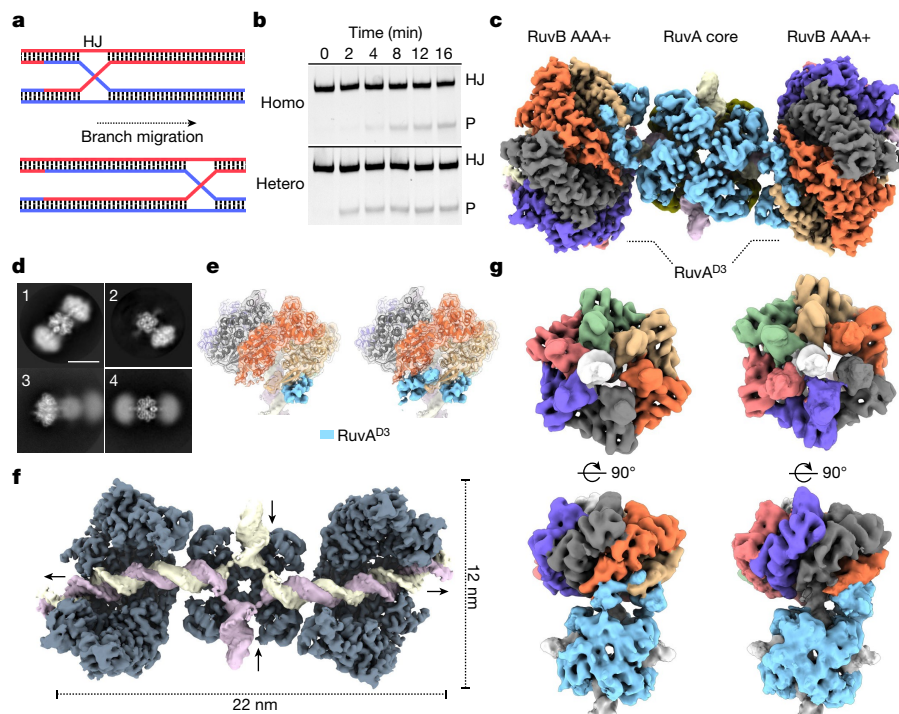 a
HJ
Branch migration
b
Time (min)
0 2 4 8 12 16
Homo
HJ
P
Hetero
HJ
P
c
RuvB AAA+ RuvA core RuvB AAA+
RuvA^D3
d
1 2
3 4
e
RuvA^D3
f
12 nm
22 nm
g
90° 90°